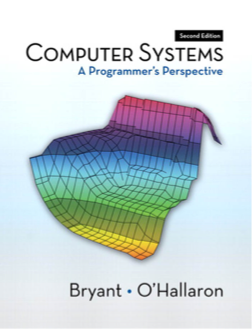 Second Edition
COMPUTER SYSTEMS
A Programmer's Perspective
Bryant • O'Hallaron